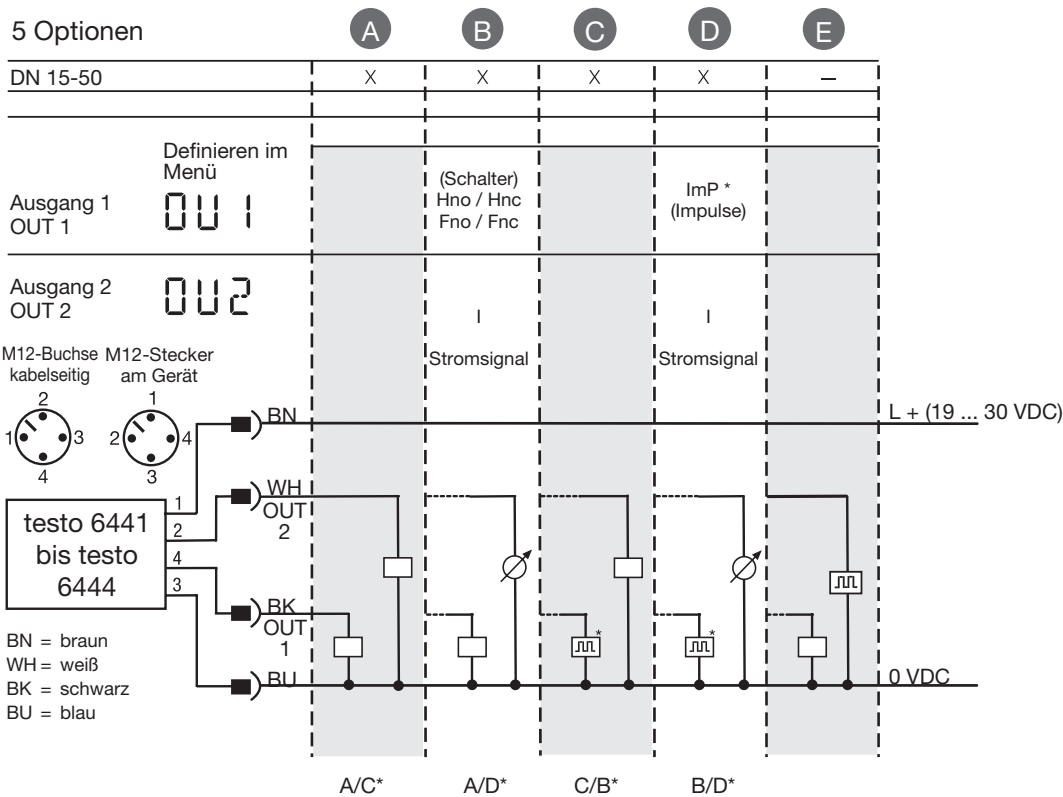 5 Optionen A B C D E
DN 15-50 X X X X –
Definieren im
Menü
Ausgang 1
OUT 1
OU1
(Schalter)
Hno / Hnc
Fno / Fnc
ImP *
(Impulse)
Ausgang 2
OUT 2
OU2
I
Stromsignal
I
Stromsignal
M12-Buchse
kabelseitig
M12-Stecker
am Gerät
2
1 3
4
1
2 4
3
BN
L + (19 ... 30 VDC)
WH
OUT
2
1
2
4
3
testo 6441
bis testo
6444
BK
OUT
1
*
*
BU
0 VDC
BN = braun
WH = weiß
BK = schwarz
BU = blau
A/C* A/D* C/B* B/D*